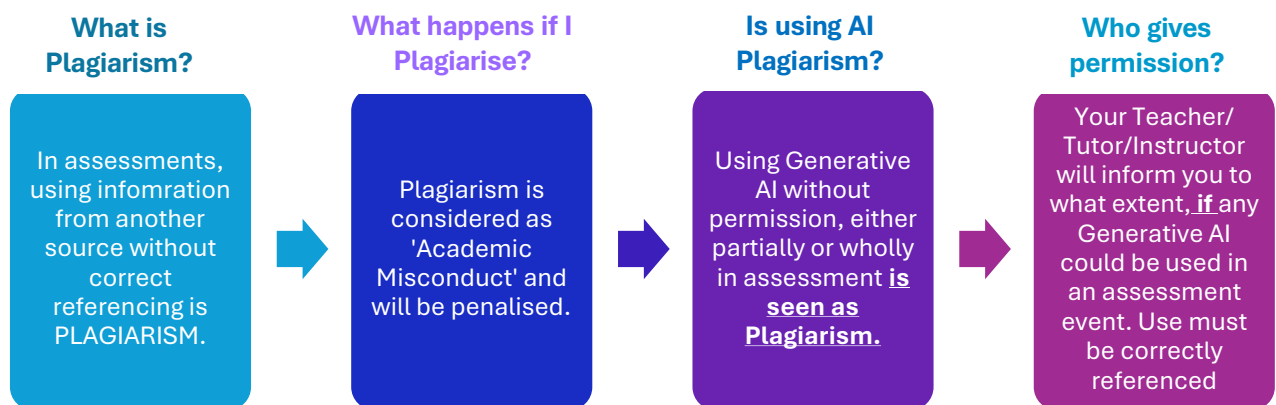 What is
Plagiarism?
In assessments,
using infomration
from another
source without
correct
referencing is
PLAGIARISM.
What happens if I
Plagiarise?
Plagiarism is
considered as
'Academic
Misconduct' and
will be penalised.
Is using AI
Plagiarism?
Using Generative
AI without
permission, either
partially or wholly
in assessment is
seen as
Plagiarism.
Who gives
permission?
Your Teacher/
Tutor/Instructor
will inform you to
what extent, if any
Generative AI
could be used in
an assessment
event. Use must
be correctly
referenced